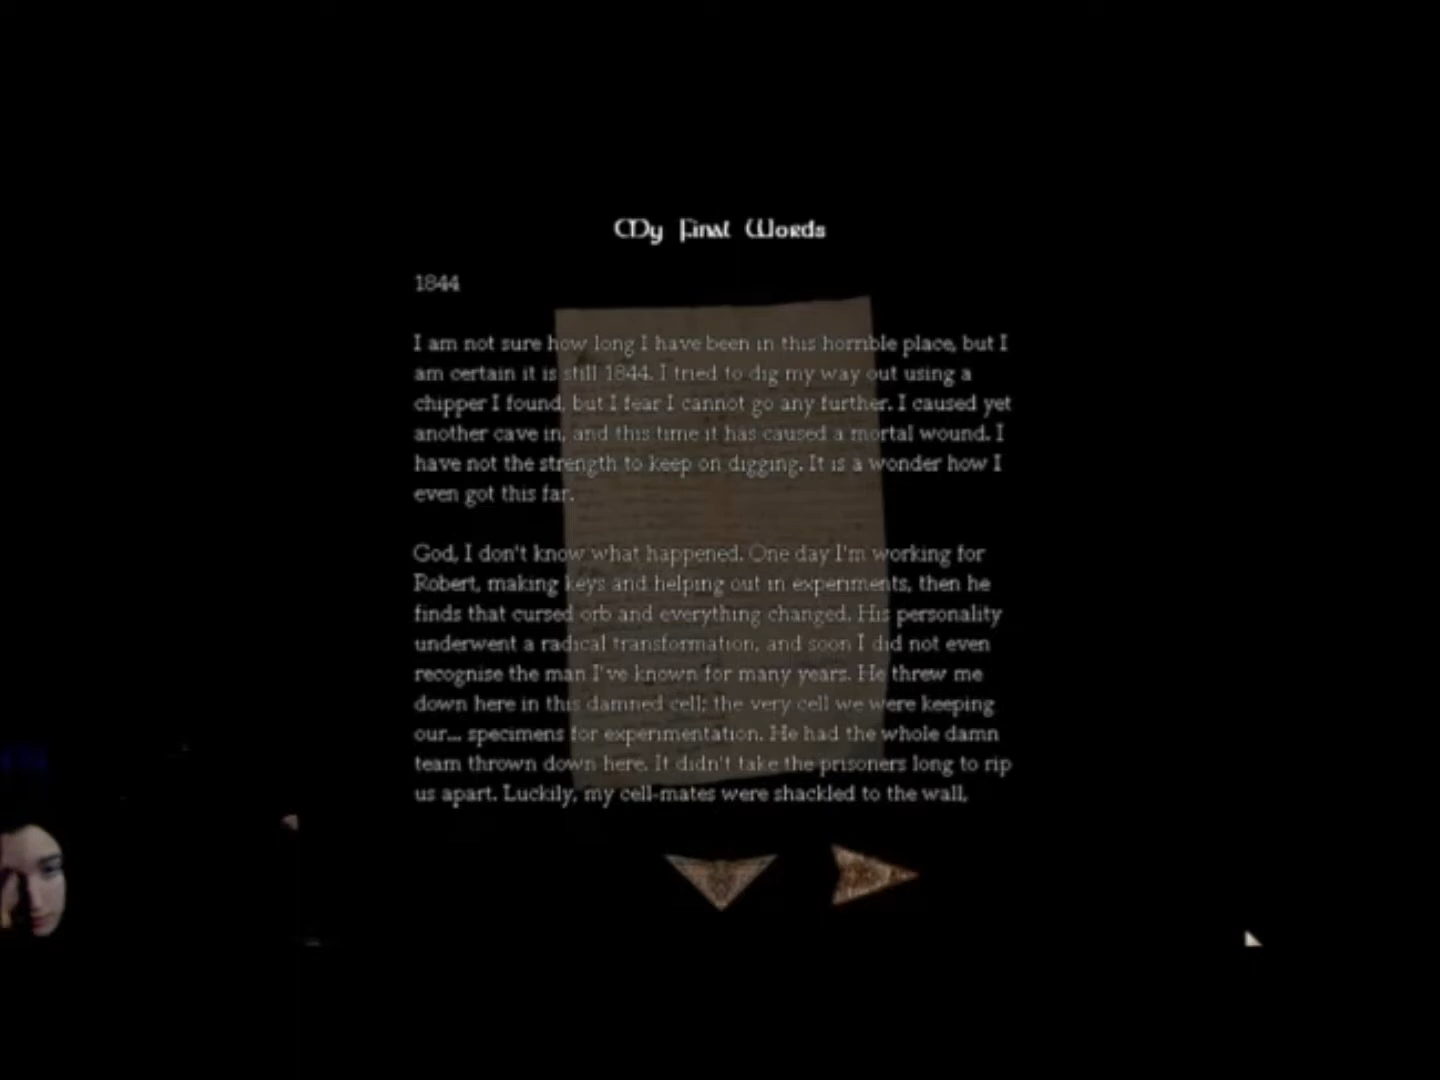 My Final Words
1844
I am not sure how long I have been in this horrible place, but I
am certain it is still 1844. I tried to dig my way out using a
chipper I found, but I fear I cannot go any further. I caused yet
another cave in, and this time it has caused a mortal wound. I
have not the strength to keep on digging. It is a wonder how I
even got this far.
God, I don't know what happened. One day I'm working for
Robert, making keys and helping out in experiments, then he
finds that cursed orb and everything changed. His personality
underwent a radical transformation, and soon I did not even
recognise the man I've known for many years. He threw me
down here in this damned cell; the very cell we were keeping
our... specimens for experimentation. He had the whole damn
team thrown down here. It didn't take the prisoners long to rip
us apart. Luckily, my cell-mates were shackled to the wall,